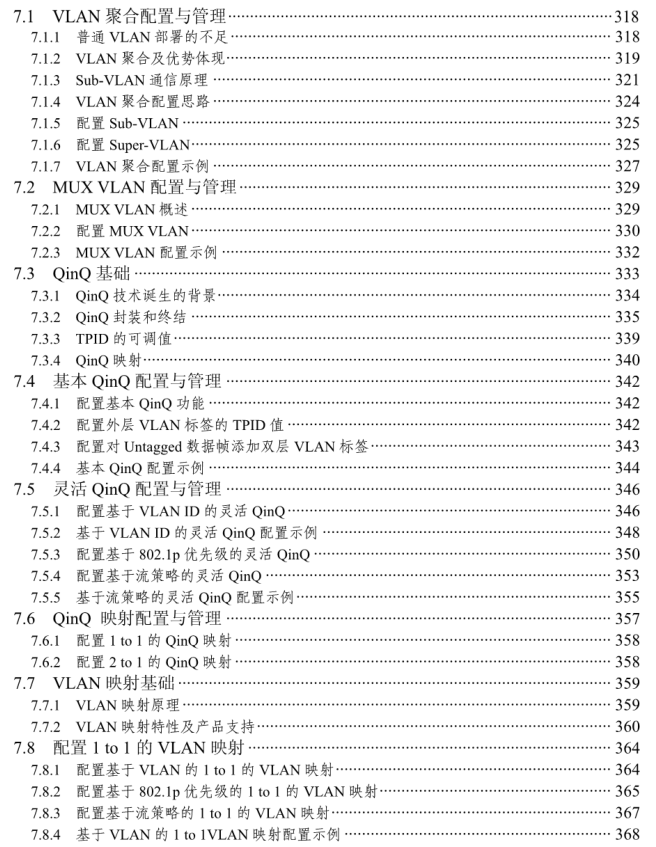 7.1 VLAN 聚合配置与管理 318
7.1.1 普通 VLAN 部署的不足 318
7.1.2 VLAN 聚合及优势体现 319
7.1.3 Sub-VLAN 通信原理 321
7.1.4 VLAN 聚合配置思路 324
7.1.5 配置 Sub-VLAN 325
7.1.6 配置 Super-VLAN 325
7.1.7 VLAN 聚合配置示例 327
7.2 MUX VLAN 配置与管理 329
7.2.1 MUX VLAN 概述 329
7.2.2 配置 MUX VLAN 330
7.2.3 MUX VLAN 配置示例 332
7.3 QinQ 基础 333
7.3.1 QinQ 技术诞生的背景 334
7.3.2 QinQ 封装和终结 335
7.3.3 TPID 的可调值 339
7.3.4 QinQ 映射 340
7.4 基本 QinQ 配置与管理 342
7.4.1 配置基本 QinQ 功能 342
7.4.2 配置外层 VLAN 标签的 TPID 值 342
7.4.3 配置对 Untagged 数据帧添加双层 VLAN 标签 343
7.4.4 基本 QinQ 配置示例 344
7.5 灵活 QinQ 配置与管理 346
7.5.1 配置基于 VLAN ID 的灵活 QinQ 346
7.5.2 基于 VLAN ID 的灵活 QinQ 配置示例 348
7.5.3 配置基于 802.1p 优先级的灵活 QinQ 350
7.5.4 配置基于流策略的灵活 QinQ 353
7.5.5 基于流策略的灵活 QinQ 配置示例 355
7.6 QinQ 映射配置与管理 357
7.6.1 配置 1 to 1 的 QinQ 映射 358
7.6.2 配置 2 to 1 的 QinQ 映射 358
7.7 VLAN 映射基础 359
7.7.1 VLAN 映射原理 359
7.7.2 VLAN 映射特性及产品支持 360
7.8 配置 1 to 1 的 VLAN 映射 364
7.8.1 配置基于 VLAN 的 1 to 1 的 VLAN 映射 364
7.8.2 配置基于 802.1p 优先级的 1 to 1 的 VLAN 映射 365
7.8.3 配置基于流策略的 1 to 1 的 VLAN 映射 367
7.8.4 基于 VLAN 的 1 to 1VLAN 映射配置示例 368